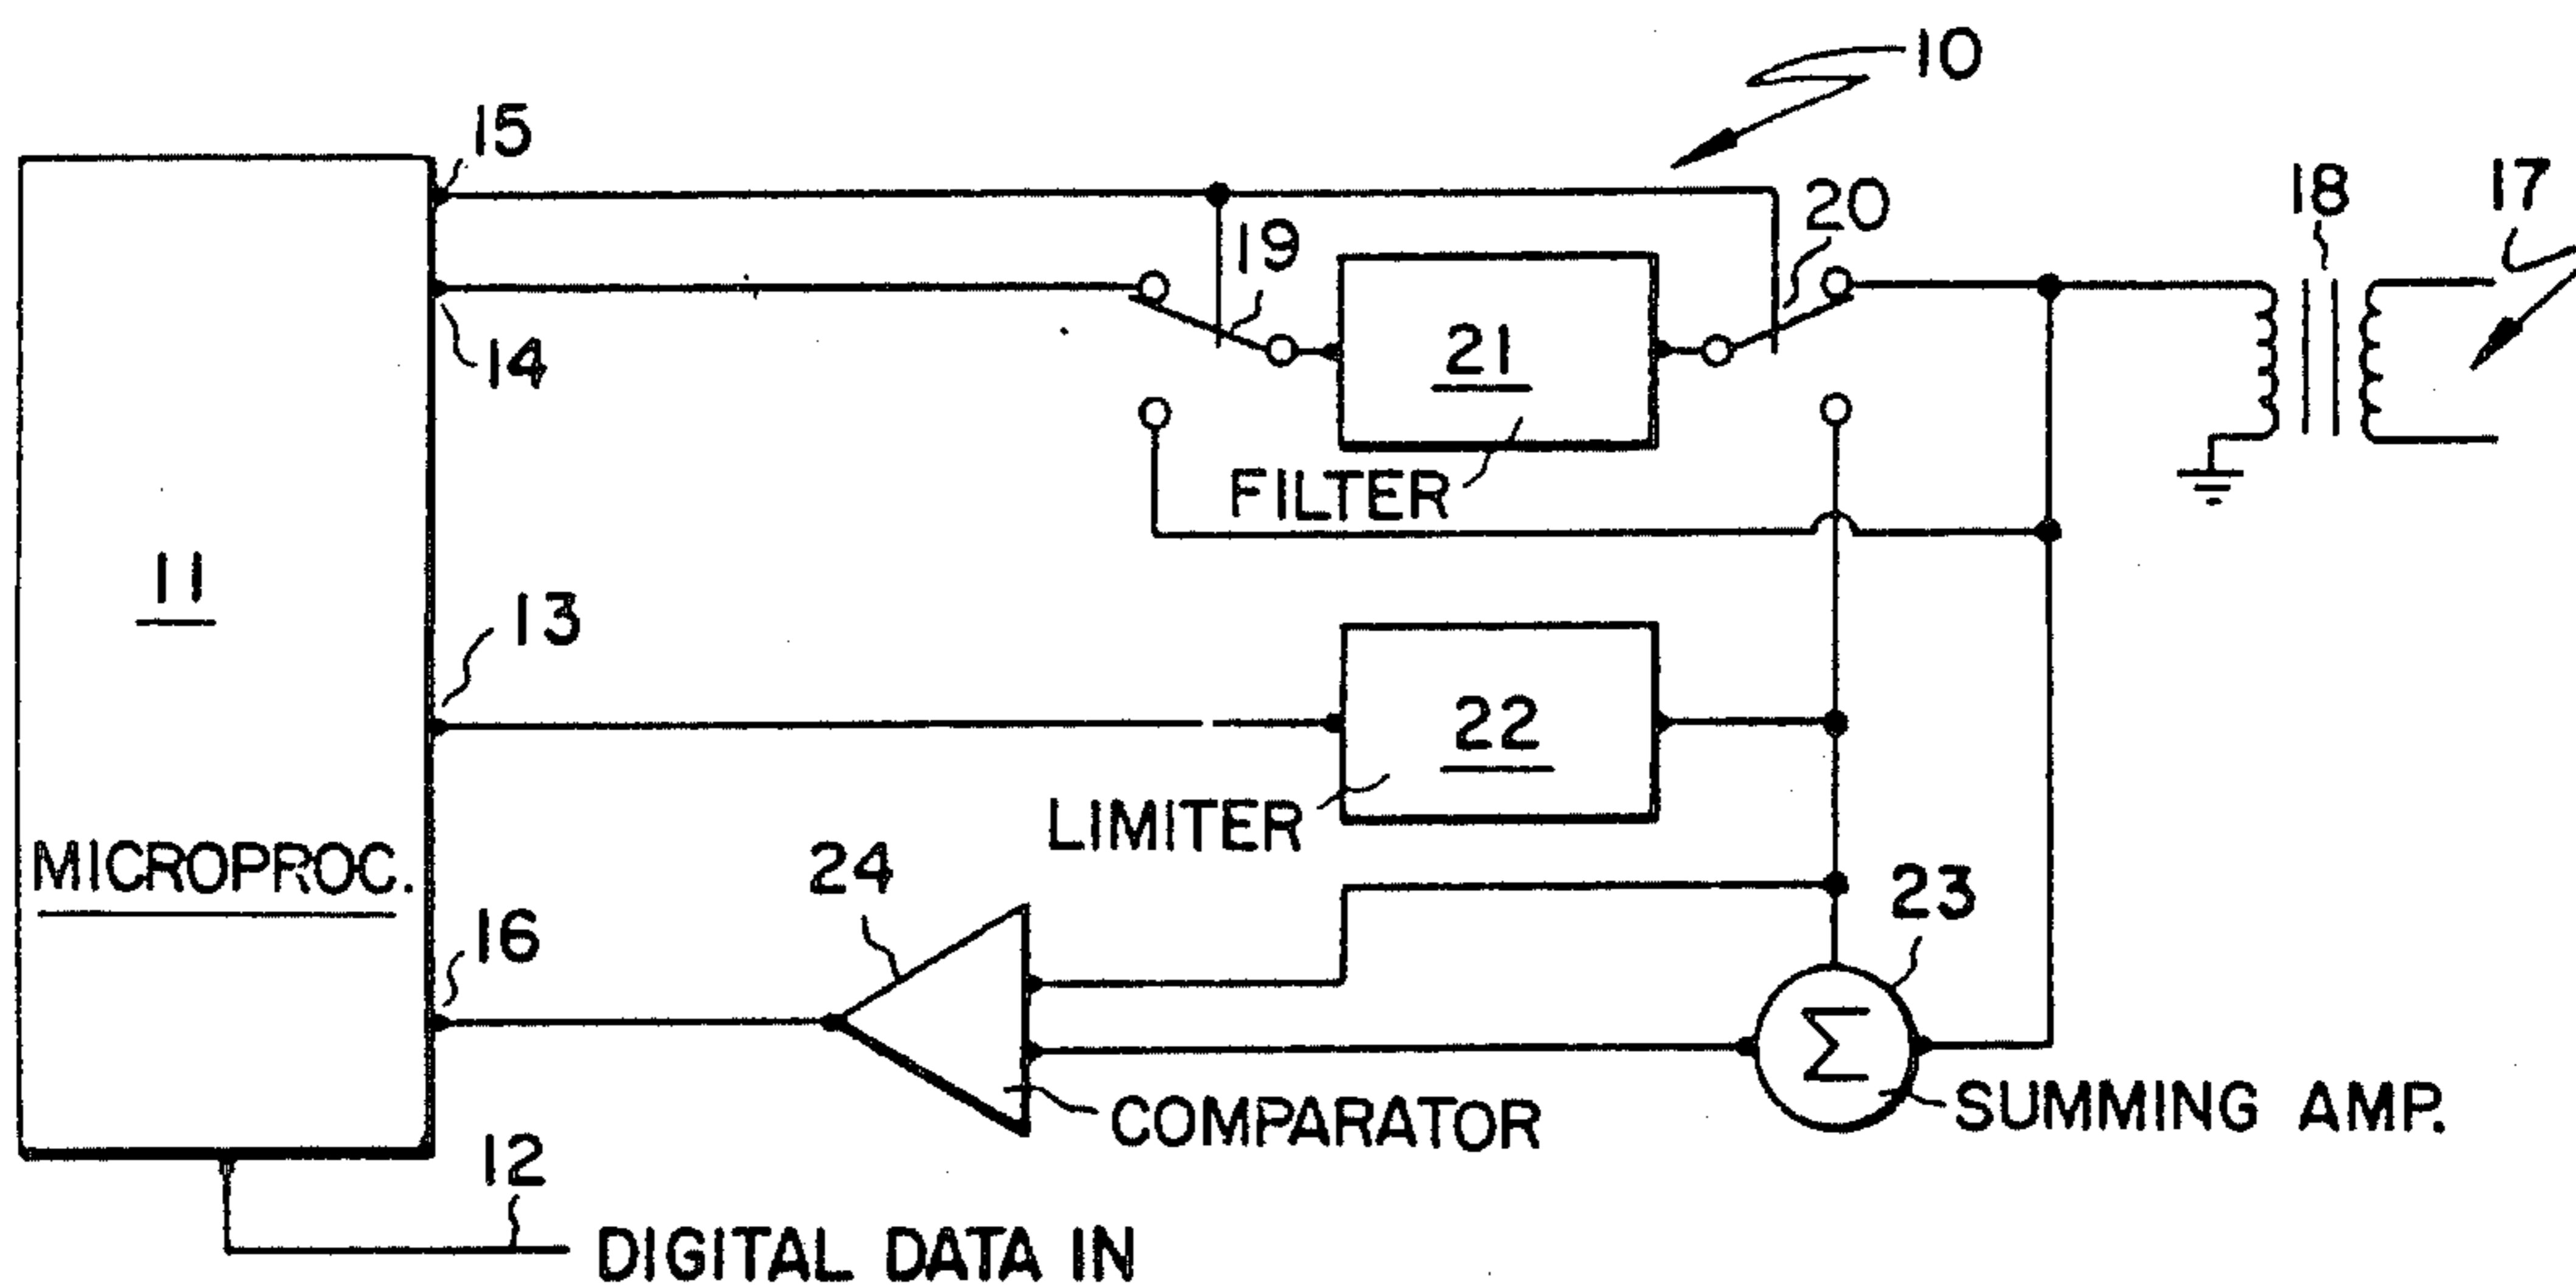 10
15
18
17
20
19
14
21
FILTER
11
13
22
LIMITER
MICROPROC.
24
23
16
Σ
COMPARATOR
SUMMING AMP.
12
DIGITAL DATA IN